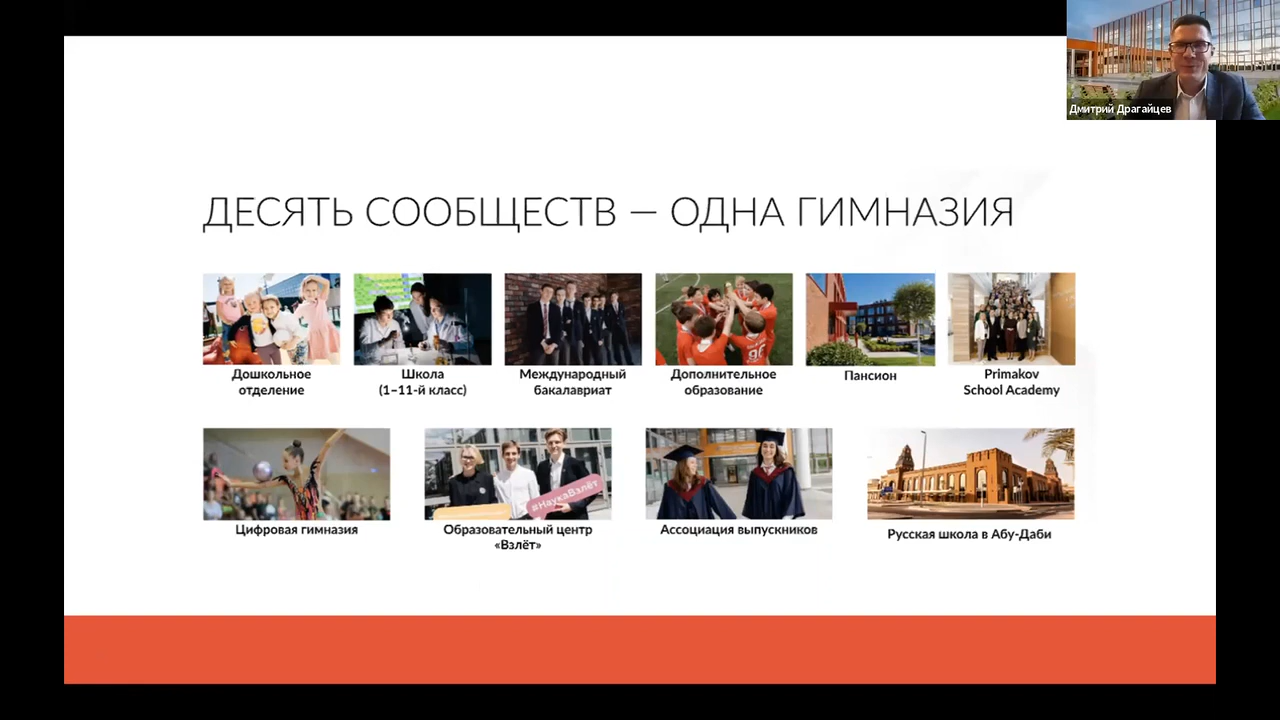 Дмитрий Драгайцев
ДЕСЯТЬ СООБЩЕСТВ — ОДНА ГИМНАЗИЯ
Дошкольное
отделение
Школа
(1–11-й класс)
Международный
бакалавриат
Дополнительное
образование
Пансион
Primakov
School Academy
96
#НаукаВзлёт
Цифровая гимназия
Образовательный центр
«Взлёт»
Ассоциация выпускников
Русская школа в Абу-Даби